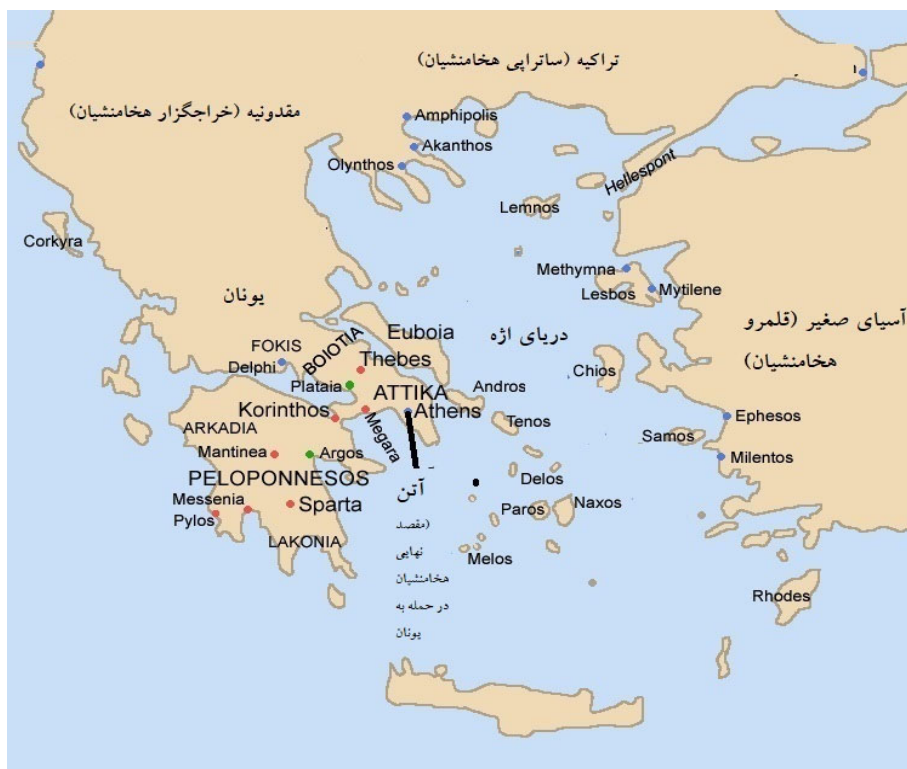 تراکیه (ساتراپی هخامنشیان)
مقدونیه (خراجگزار هخامنشیان)
Amphipolis
Akanthos
Olynthos
Hellespont
Lemnos
Corkyra
Methymna
Lesbos
Mytilene
یونان
دریای اژه
آسیای صغیر (قلمرو
هخامنشیان)
Euboia
FOKIS
BOIOTIA
Delphi
Thebes
Plataia
ATTIKA
Athens
Chios
Andros
Korinthos
ARKADIA
Megara
Tenos
Ephesos
Samos
Mantinea
Argos
Milentos
PELOPONNESOS
Delos
آتن
Messenia
Sparta
Paros
Naxos
Pylos
(مقصد
نهایی
هخامنشیان
در حمله به
یونان
LAKONIA
Melos
Rhodes